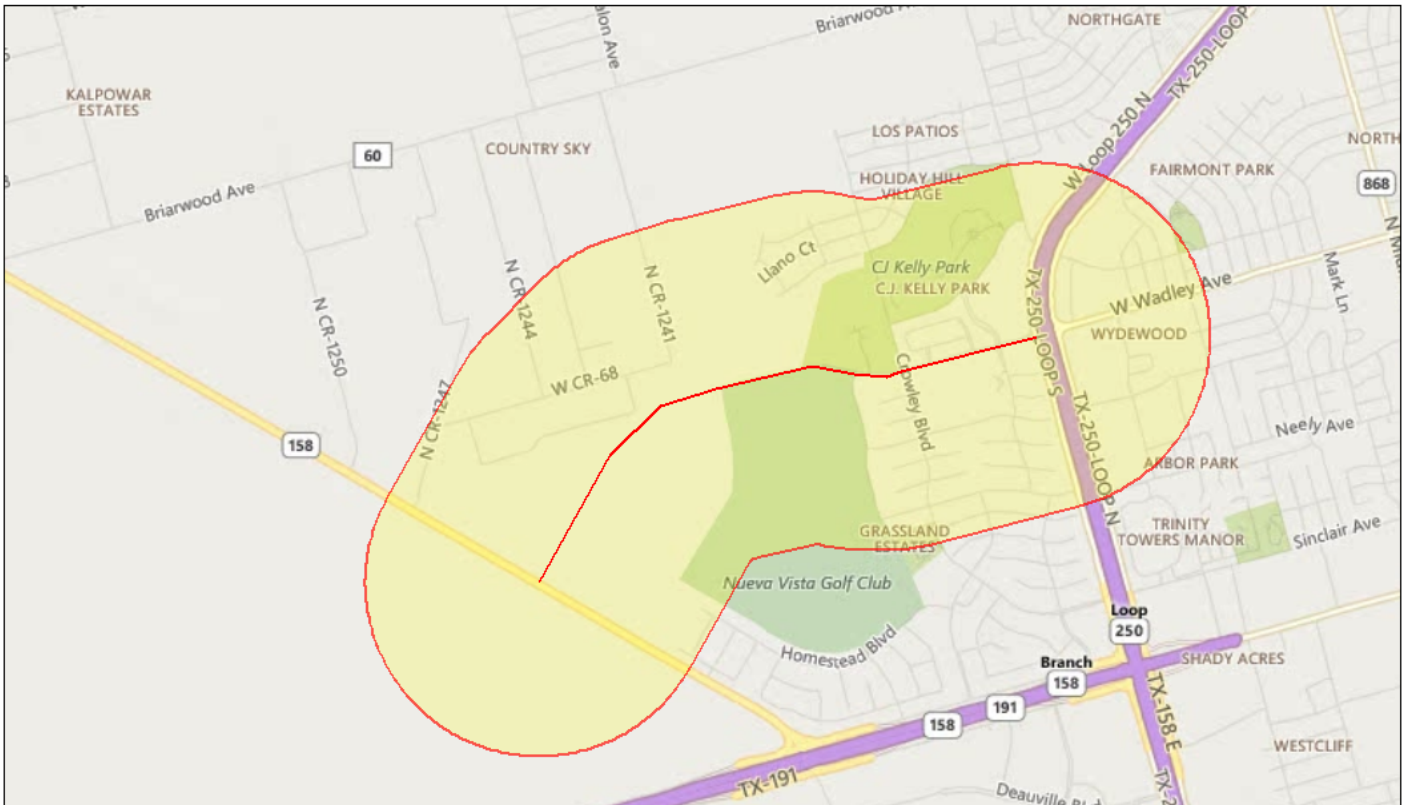 NORTHGATE
Briarwood
TX-250-LOOP
KALPOWAR
ESTATES
LOS PATIOS
NORTH
60
COUNTRY SKY
W Loop 250 N
FAIRMONT PARK
HOLIDAY HILL
VILLAGE
868
Briarwood Ave
Llano Ct
CJ Kelly Park
C.J. KELLY PARK
N CR-1250
N CR-1244
N CR-1241
TX-250-LOOP S
W Wadley Ave
Mark Ln
WYDEWOOD
W CR-68
Crowley Blvd
N CR-1247
TX-250-LOOP N
Neely Ave
158
ARBOR PARK
GRASSLAND
ESTATES
TRINITY
TOWERS MANOR
Sinclair Ave
Nueva Vista Golf Club
Loop
250
Homestead Blvd
Branch
158
SHADY ACRES
191
158
TX-158 E
WESTCLIFF
TX-191
Deauville